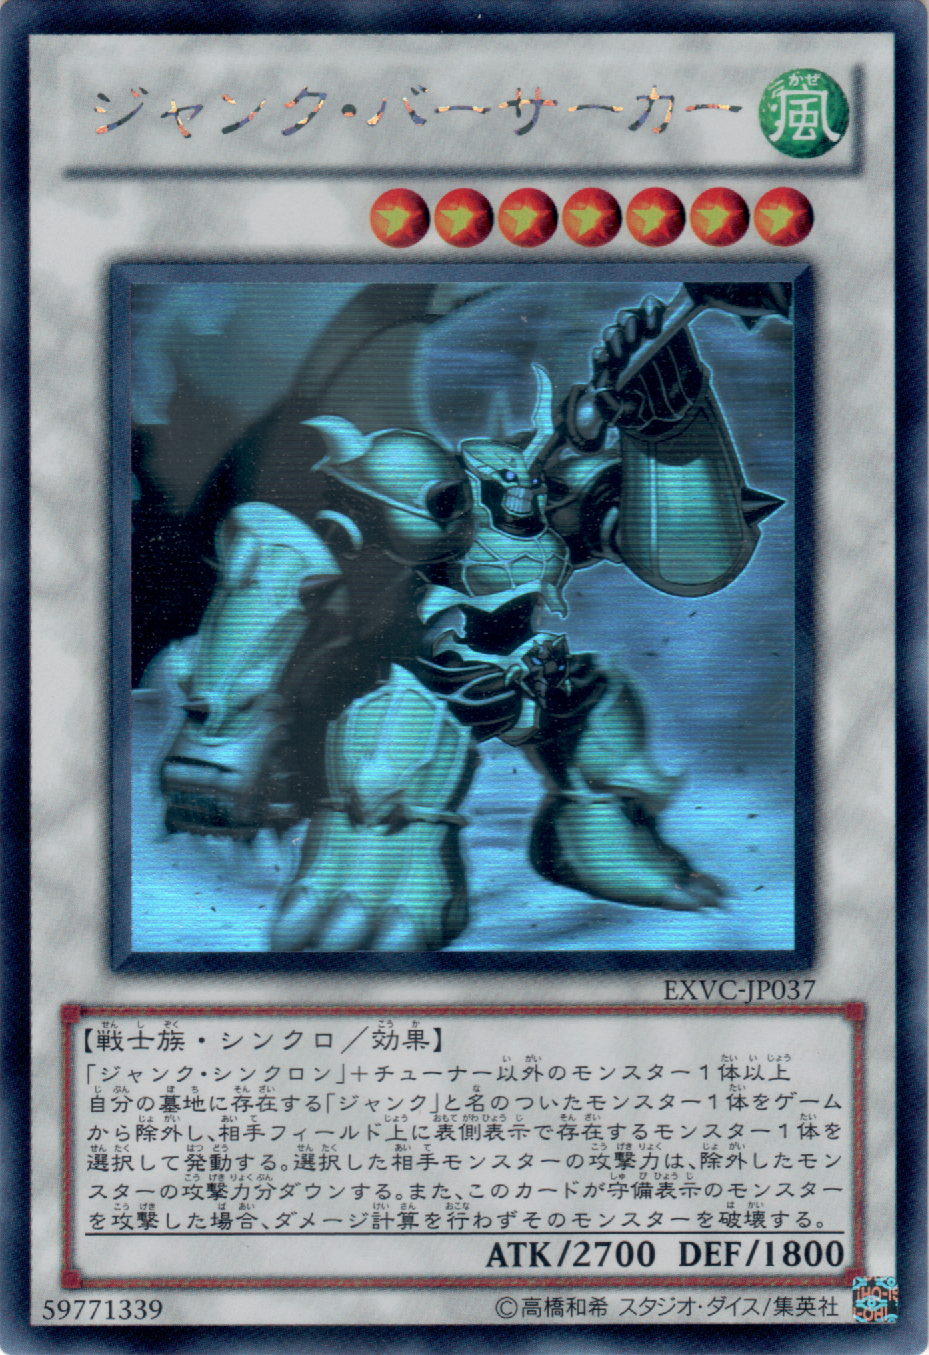 ジャンク・バーサーカー
かぜ
風
EXVC-JP037
【戦士族・シンクロ／効果】
「ジャンク・シンクロン」＋チューナー以外のモンスター１体以上
自分の墓地に存在する「ジャンク」と名のついたモンスター１体をゲーム
から除外し、相手フィールド上に表側表示で存在するモンスター１体を
選択して発動する。選択した相手モンスターの攻撃力は、除外したモン
スターの攻撃力分ダウンする。また、このカードが守備表示のモンスター
を攻撃した場合、ダメージ計算を行わずそのモンスターを破壊する。
ATK/2700 DEF/1800
59771339
©高橋和希 スタジオ・ダイス/集英社